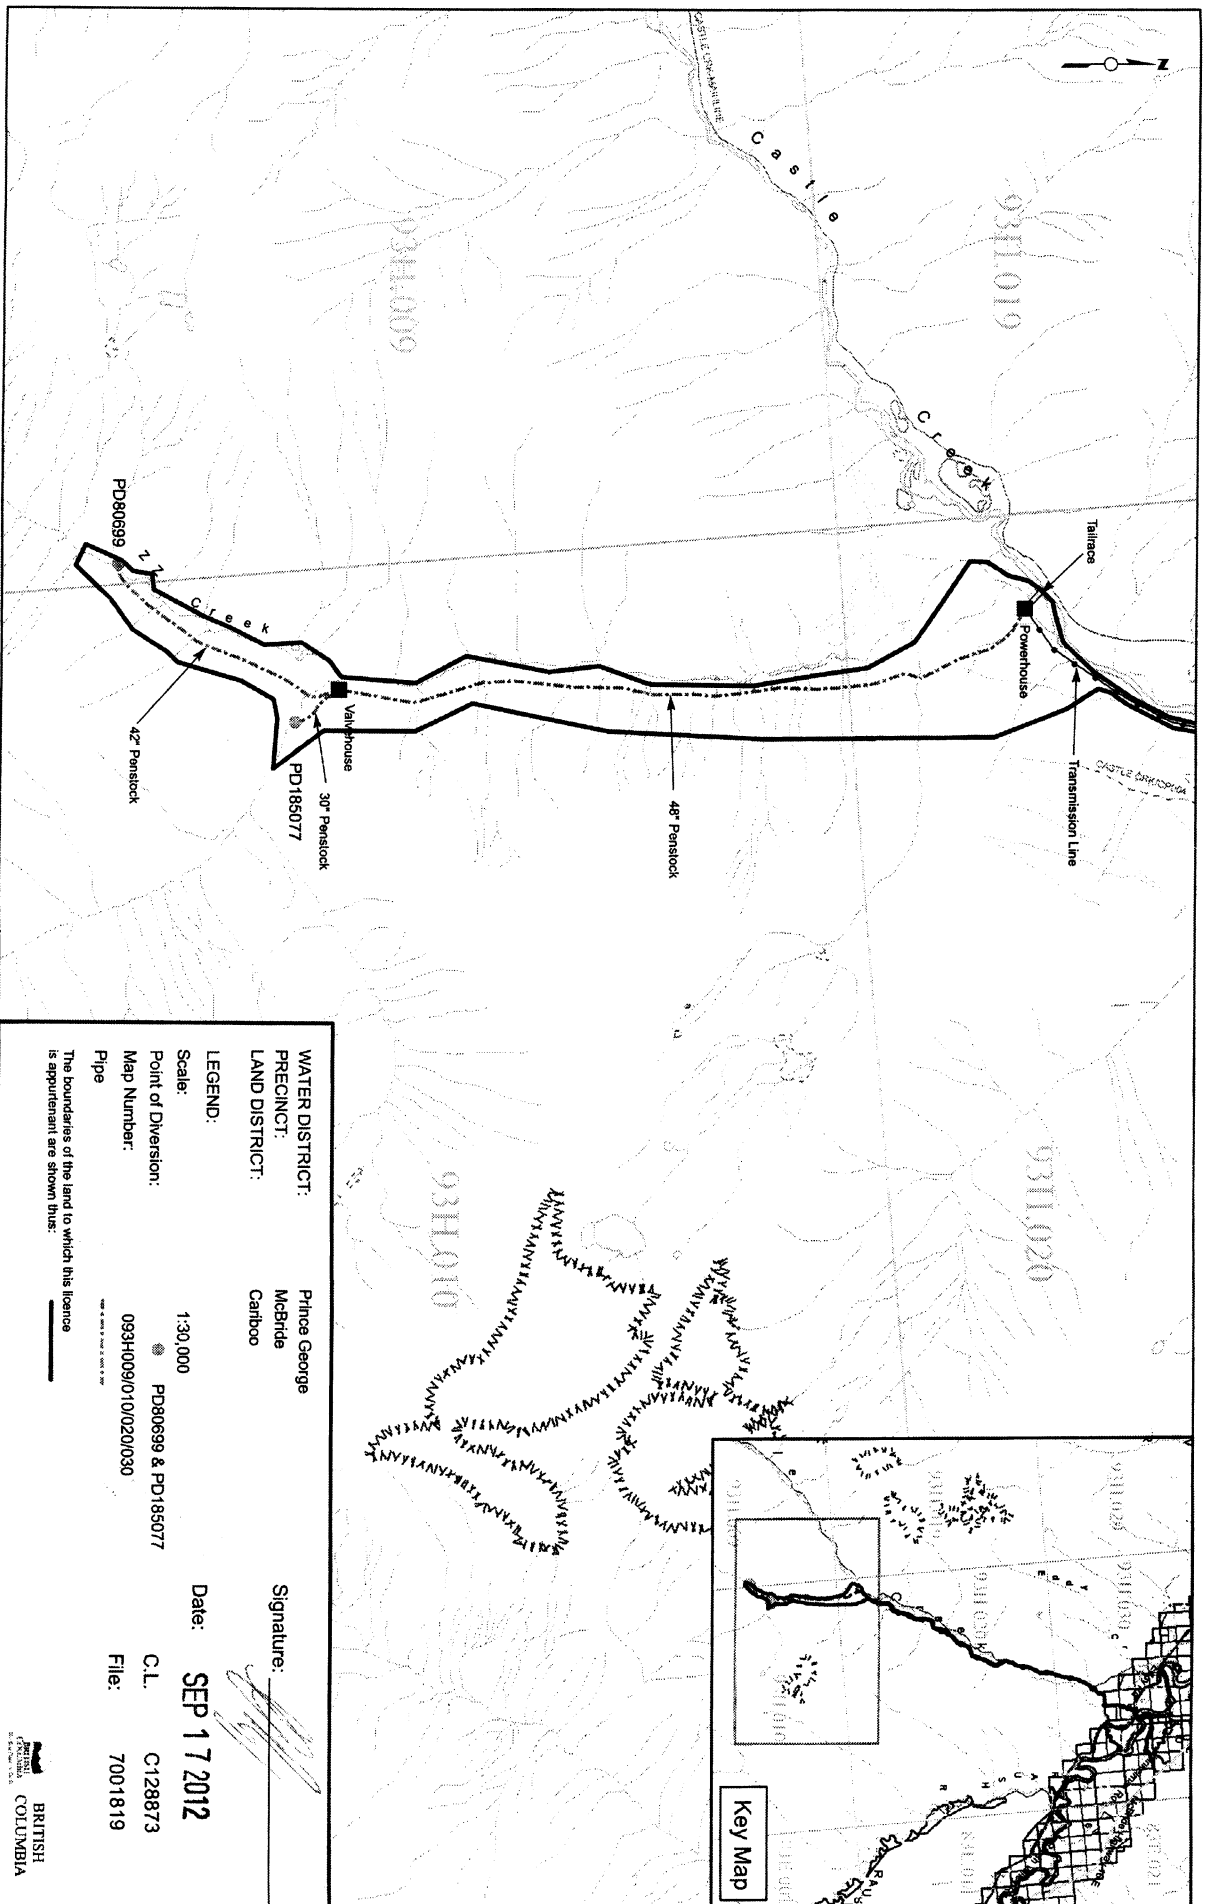 Z
CASTLE CRK-MAINLINE
Castle
Creek
93H.019
93H.009
Tailrace
Powerhouse
Transmission Line
48" Penstock
Valvehouse
30" Penstock
PD185077
42" Penstock
PD80699
ZZ Creek
93H.020
93H.010
Key Map
WATER DISTRICT: Prince George
PRECINCT: McBride
LAND DISTRICT: Cariboo
LEGEND:
Scale: 1:30,000
Point of Diversion: PD80699 & PD185077
Map Number: 093H009/010/020/030
Pipe
The boundaries of the land to which this licence
is appurtenant are shown thus:
Signature:
Date: SEP 17 2012
C.L. C128873
File: 7001819
BRITISH
COLUMBIA